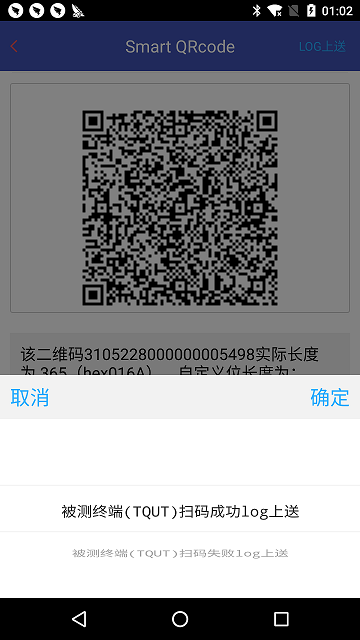 01:02
Smart QRcode
LOG上送
该二维码3105228000000005498实际长度
为 365（hex016A），自定义位长度为：
取消
确定
被测终端(TQUT)扫码成功log上送
被测终端(TQUT)扫码失败log上送